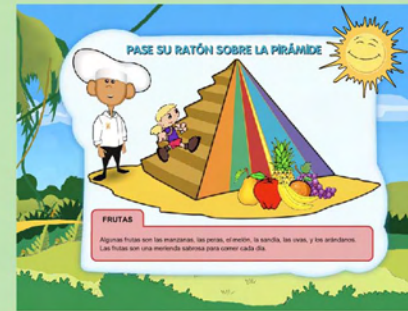 PASE SU RATÓN SOBRE LA PIRÁMIDE
FRUTAS
Algunas frutas son las manzanas, las peras, el melón, la sandía, las uvas, y los arándanos.
Las frutas son una merienda sabrosa para comer cada día.